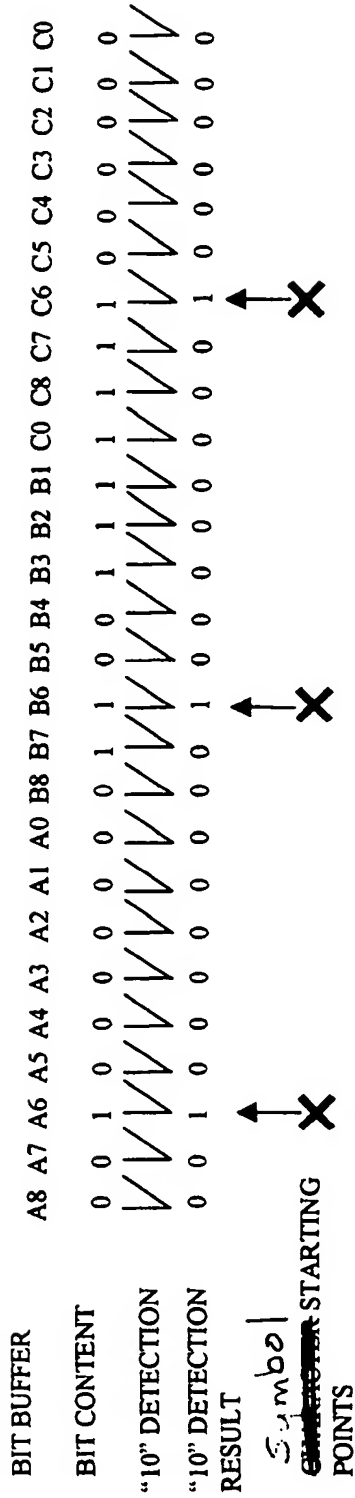 BIT BUFFER A8 A7 A6 A5 A4 A3 A2 A1 A0 B8 B7 B6 B5 B4 B3 B2 B1 C0 C8 C7 C6 C5 C4 C3 C2 C1 C0
BIT CONTENT 0 0 1 0 0 0 0 0 0 0 1 1 0 0 1 1 1 1 1 1 1 0 0 0 0 0 0
"10" DETECTION
"10" DETECTION 0 0 1 0 0 0 0 0 0 0 0 1 0 0 0 0 0 0 0 0 1 0 0 0 0 0 0
RESULT
Symbol
STARTING
POINTS